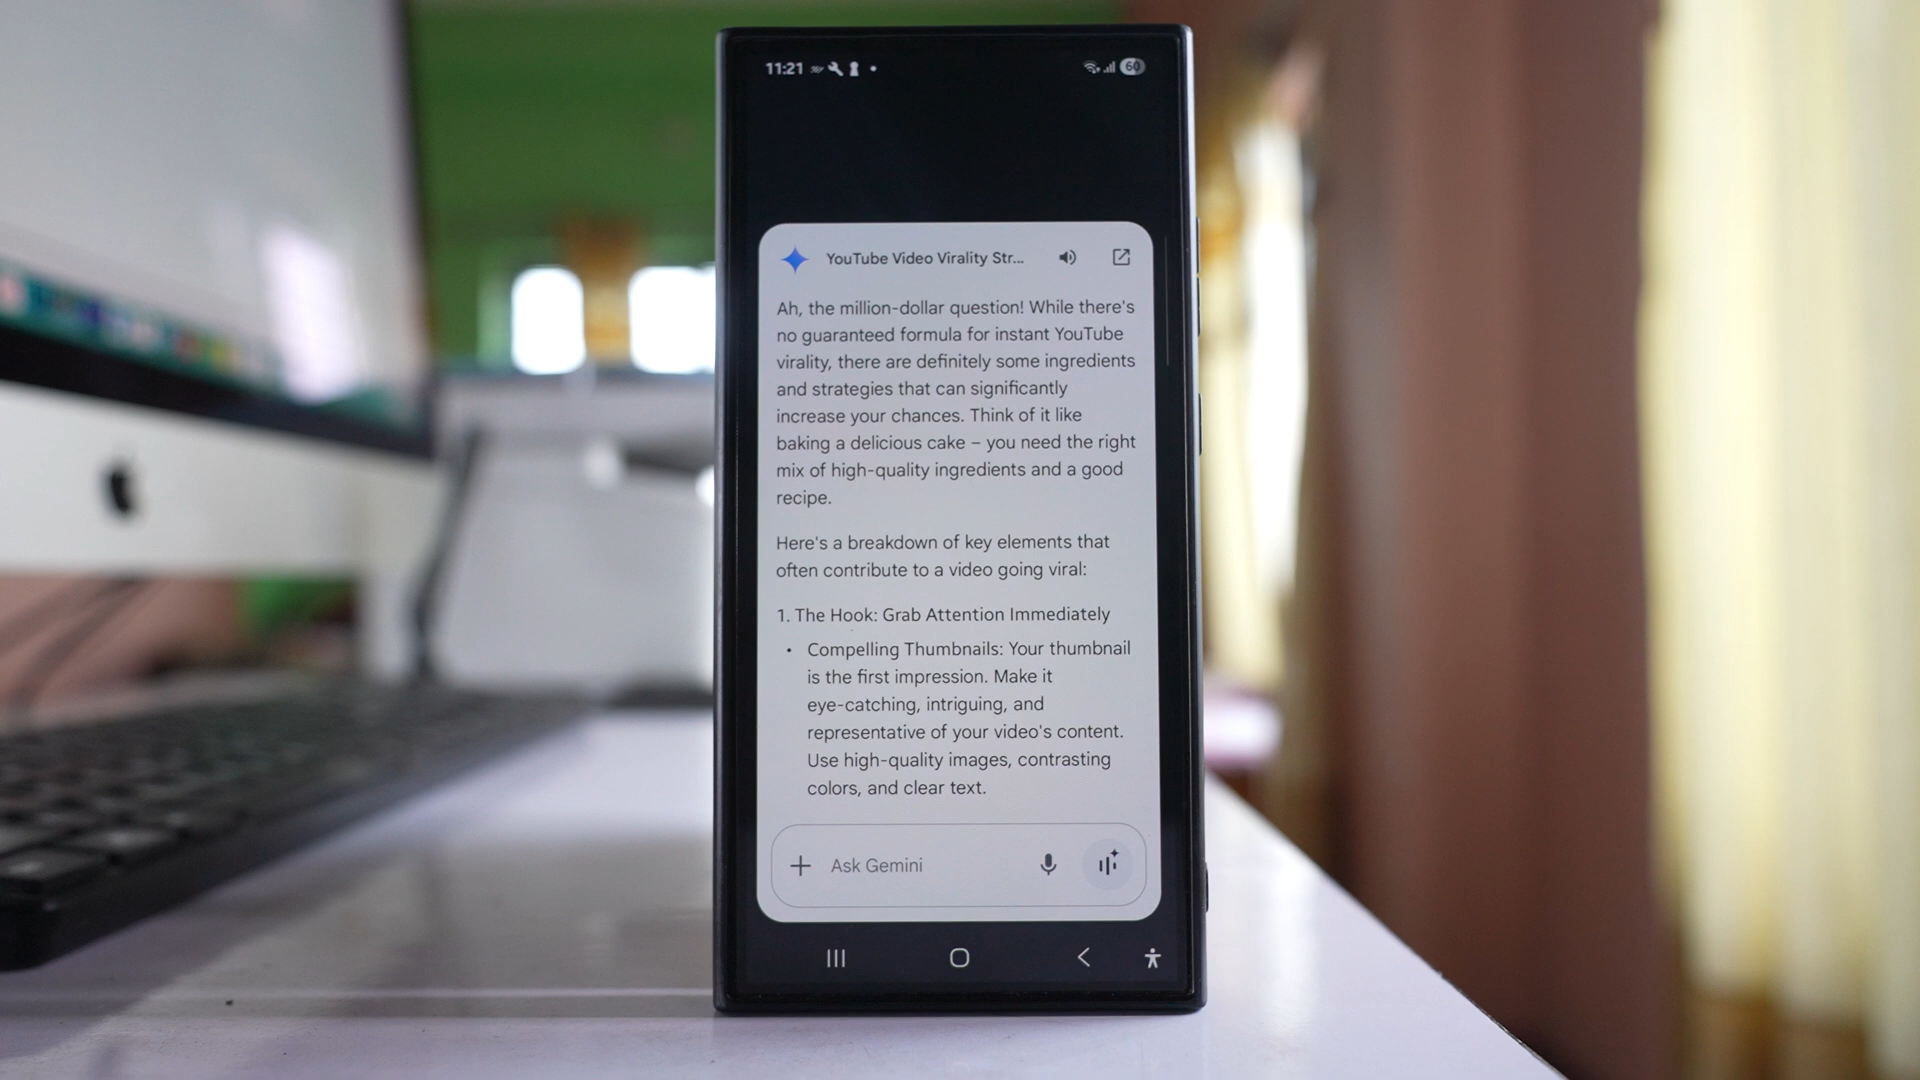 11:21
60
YouTube Video Virality Str...
Ah, the million-dollar question! While there's
no guaranteed formula for instant YouTube
virality, there are definitely some ingredients
and strategies that can significantly
increase your chances. Think of it like
baking a delicious cake – you need the right
mix of high-quality ingredients and a good
recipe.
Here's a breakdown of key elements that
often contribute to a video going viral:
1. The Hook: Grab Attention Immediately
• Compelling Thumbnails: Your thumbnail
is the first impression. Make it
eye-catching, intriguing, and
representative of your video's content.
Use high-quality images, contrasting
colors, and clear text.
Ask Gemini